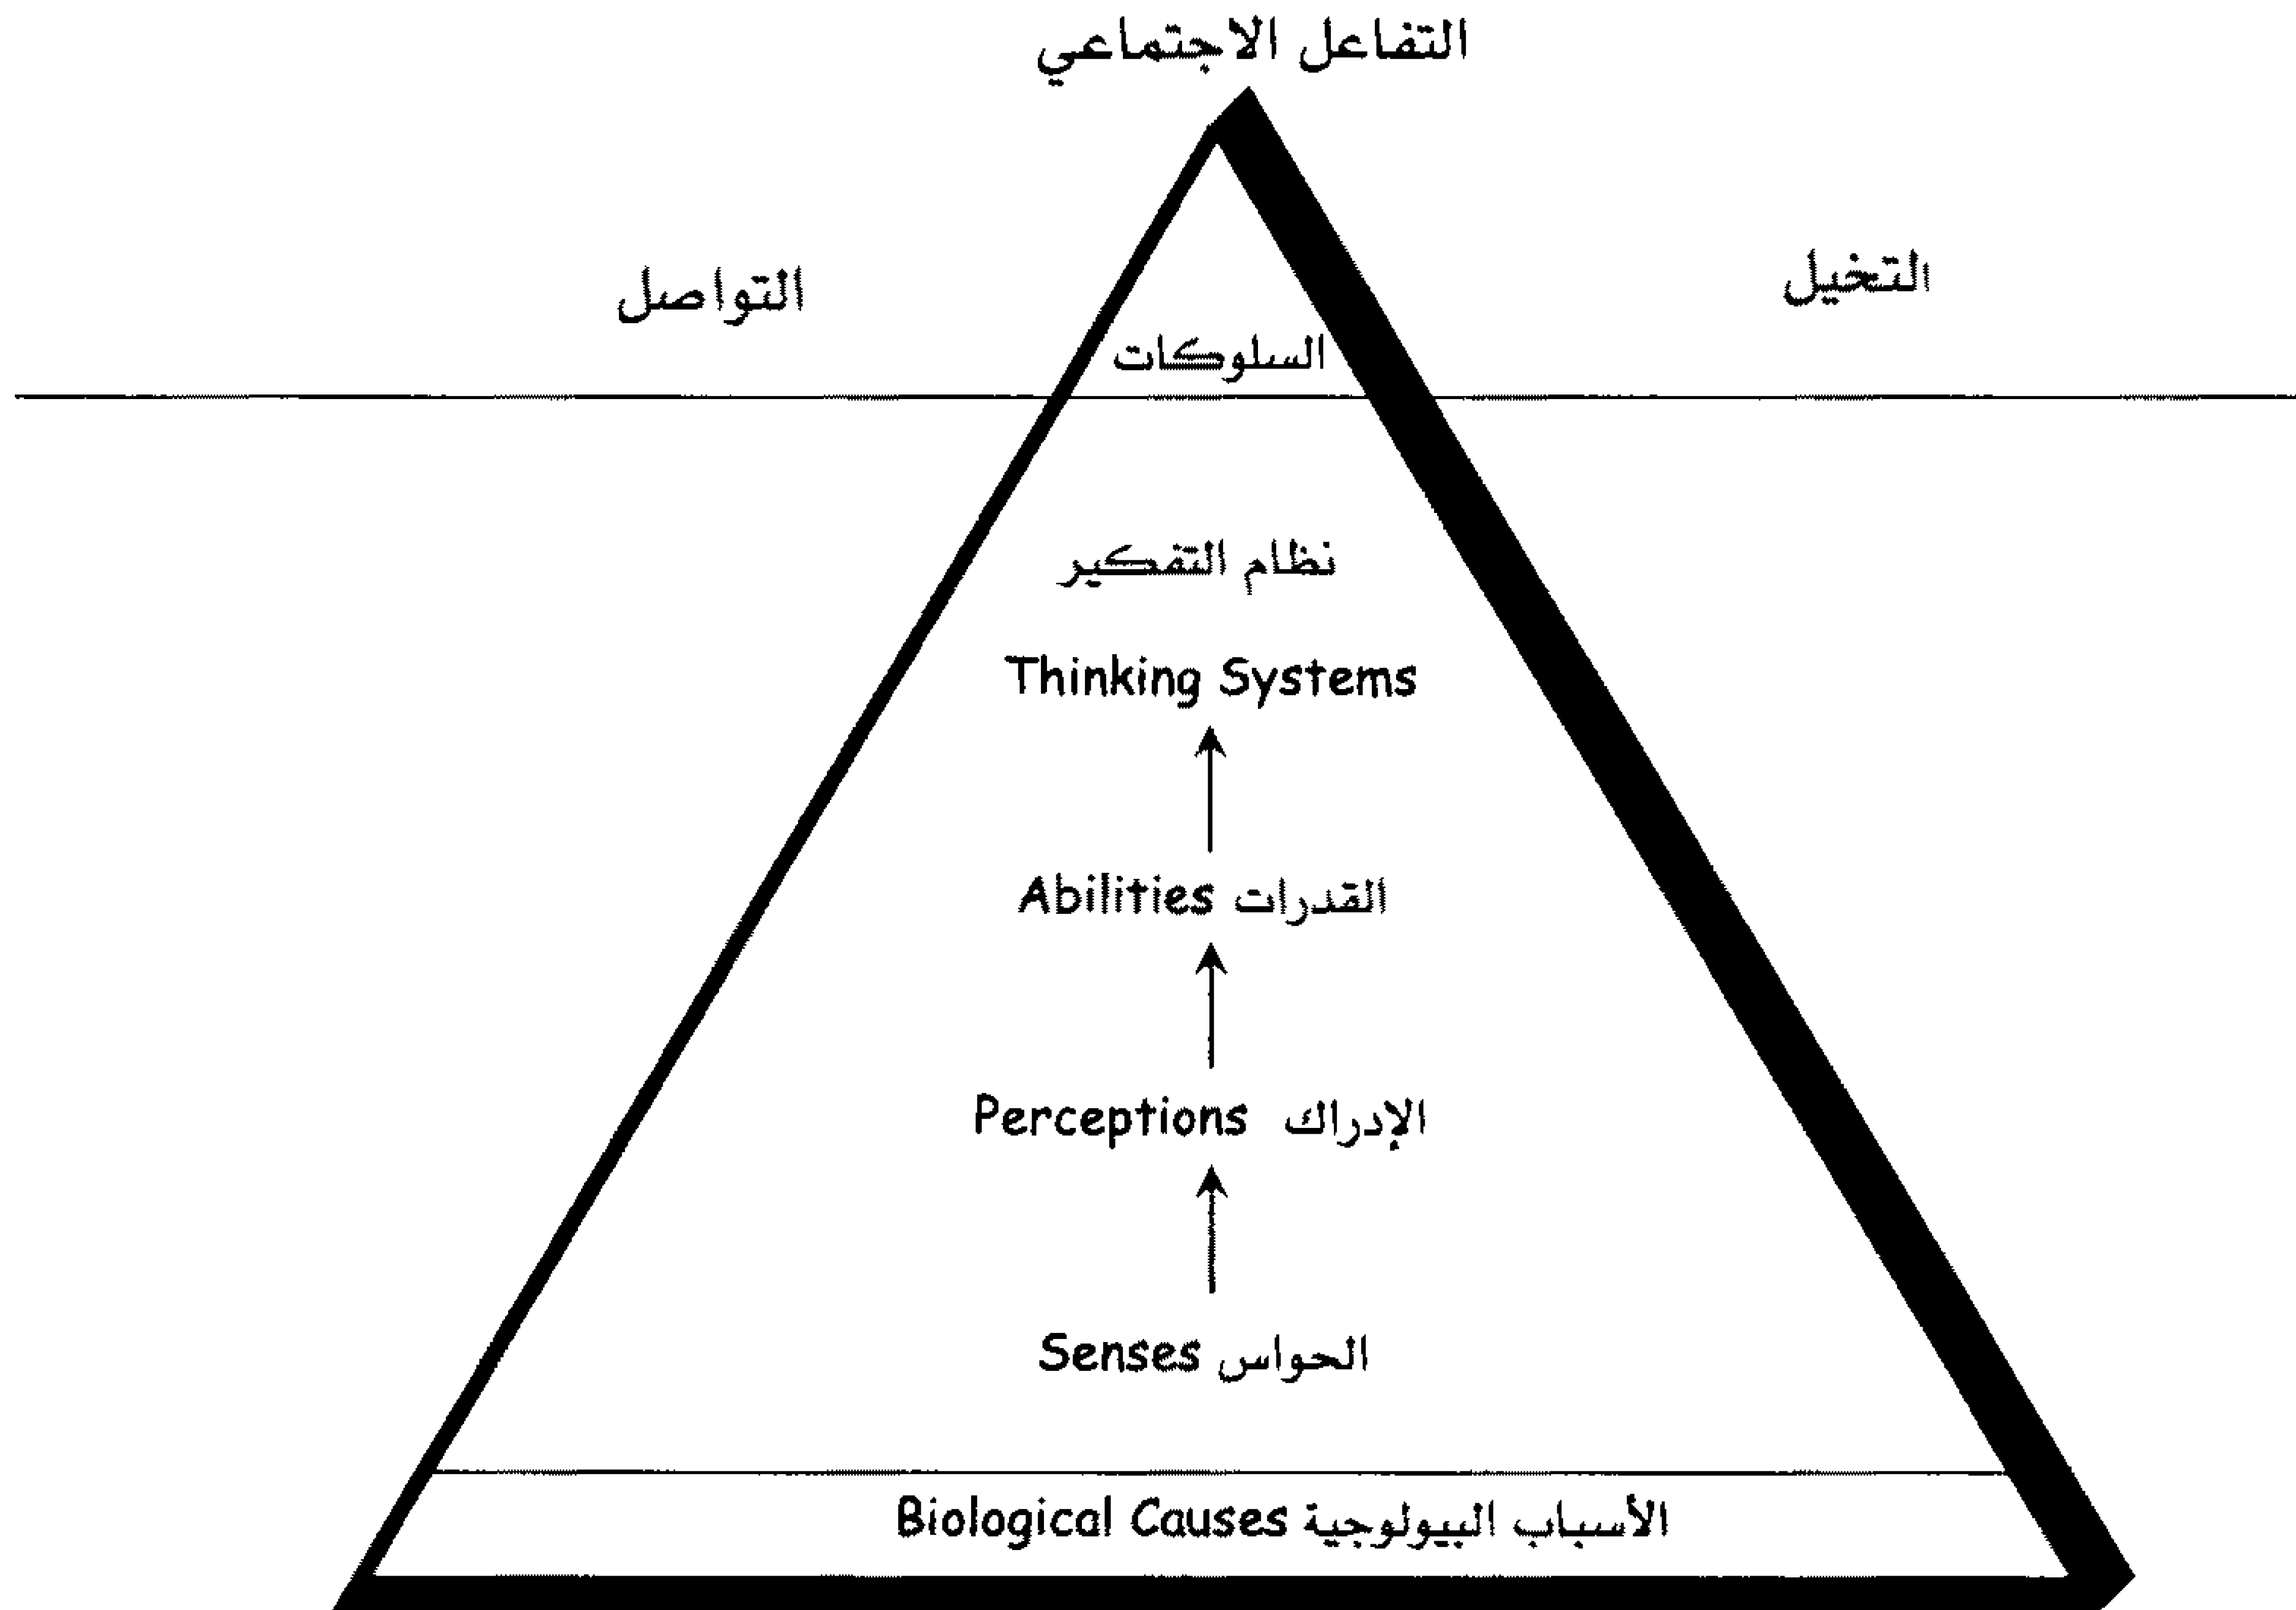 التفاعل الاجتماعي
التخيل
التواصل
السلوكات
نظام التفكير
Thinking Systems
Abilities القدرات
Perceptions الإدراك
Senses الحواس
Biological Causes الأسباب البيولوجية